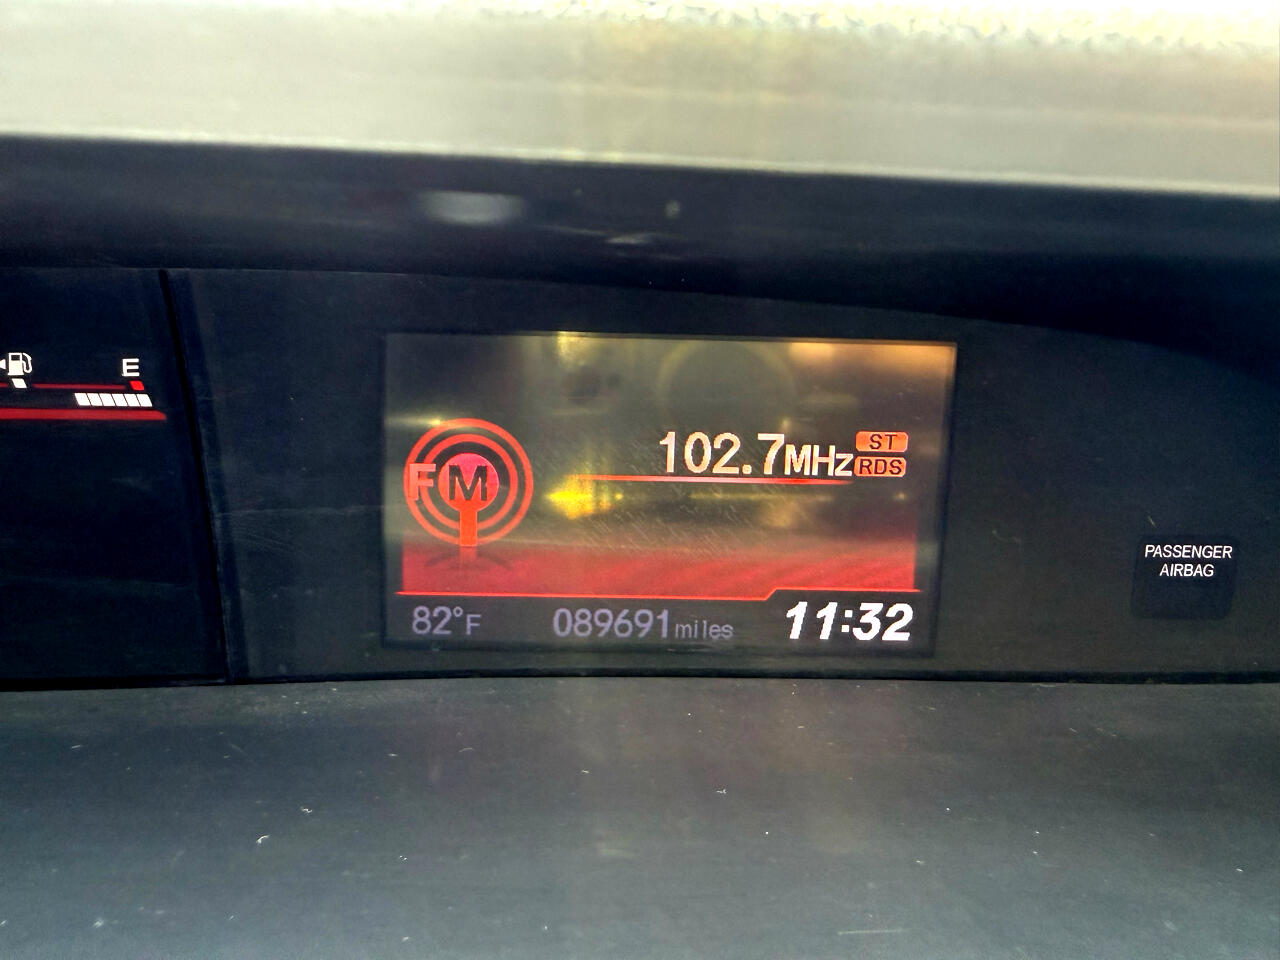 E
FM
102.7MHz
ST
RDS
82°F 089691miles 11:32
PASSENGER
AIRBAG